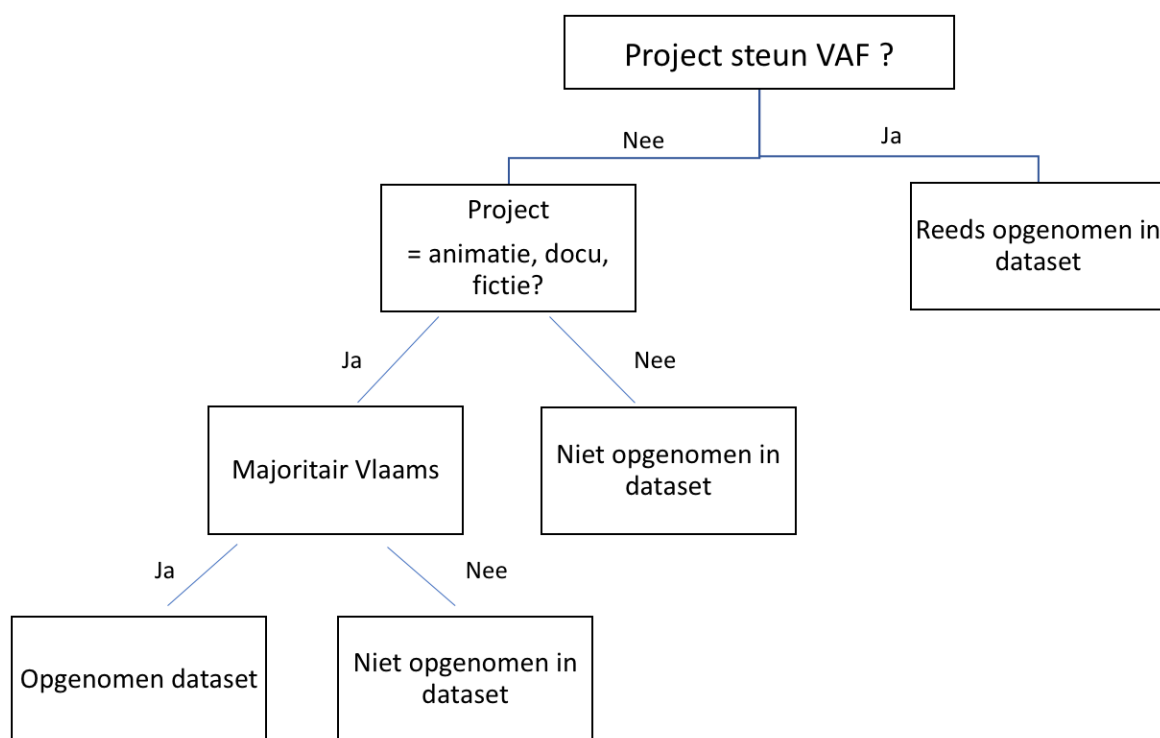 Project steun VAF ?
Nee
Ja
Project
= animatie, docu,
fictie?
Reeds opgenomen in
dataset
Ja
Nee
Majoritair Vlaams
Niet opgenomen in
dataset
Ja
Nee
Opgenomen dataset
Niet opgenomen in
dataset